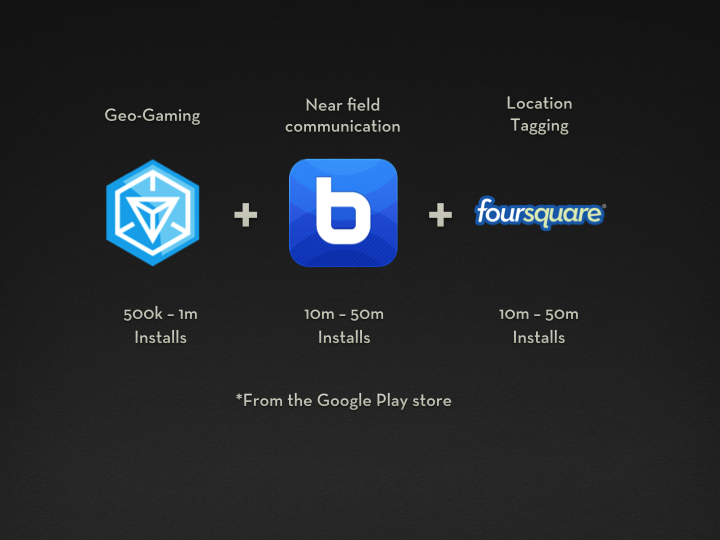 Geo-Gaming
Near field
communication
Location
Tagging
b
foursquare®
500k – 1m
Installs
10m – 50m
Installs
10m – 50m
Installs
*From the Google Play store